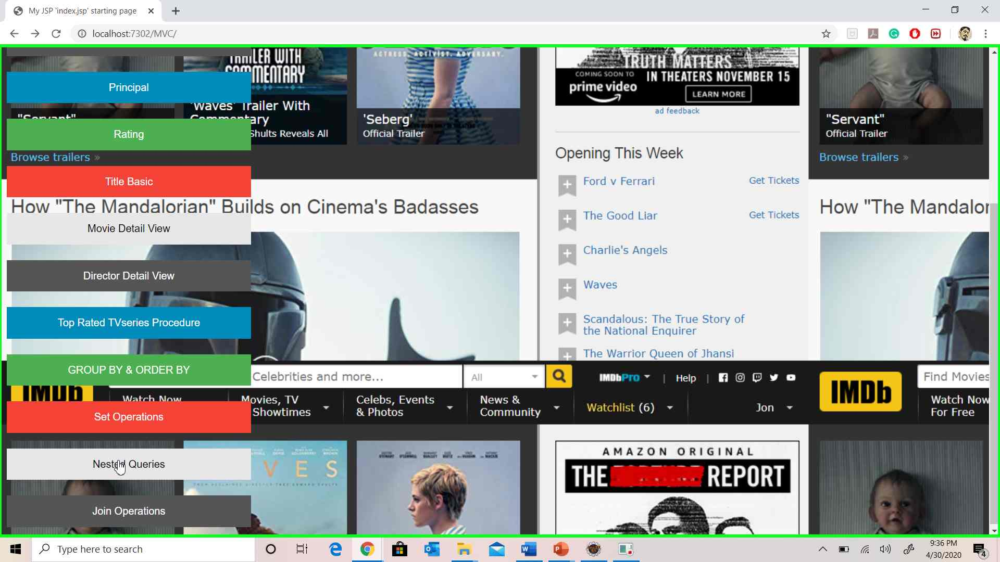 My JSP 'index.jsp' starting page
localhost:7302/MVC/
Principal
Rating
Title Basic
Movie Detail View
Director Detail View
Top Rated TVseries Procedure
GROUP BY & ORDER BY
Set Operations
Nested Queries
Join Operations
TRAILER WITH
COMMENTARY
'Waves' Trailer With
Commentary
Shults Reveals All
ACTRESS. ACTIVIST. ADVERSARY.
'Seberg'
Official Trailer
"Servant"
Browse trailers »
TRUTH MATTERS
COMING SOON TO
prime video
IN THEATERS NOVEMBER 15
LEARN MORE
ad feedback
"Servant"
Official Trailer
Browse trailers »
How "The Mandalorian" Builds on Cinema's Badasses
Opening This Week
Ford v Ferrari Get Tickets
The Good Liar Get Tickets
Charlie's Angels
Waves
Scandalous: The True Story of
the National Enquirer
The Warrior Queen of Jhansi
How "The Mandalor
IMDb
Celebrities and more...
All
IMDbPro | Help |
Watch Now
Movies, TV
Showtimes
Celebs, Events
& Photos
News &
Community
Watchlist (6)
Jon
IMDb
Find Movies
Watch Now
For Free
VES
AMAZON ORIGINAL
THE REPORT
Type here to search
9:36 PM
4/30/2020
4